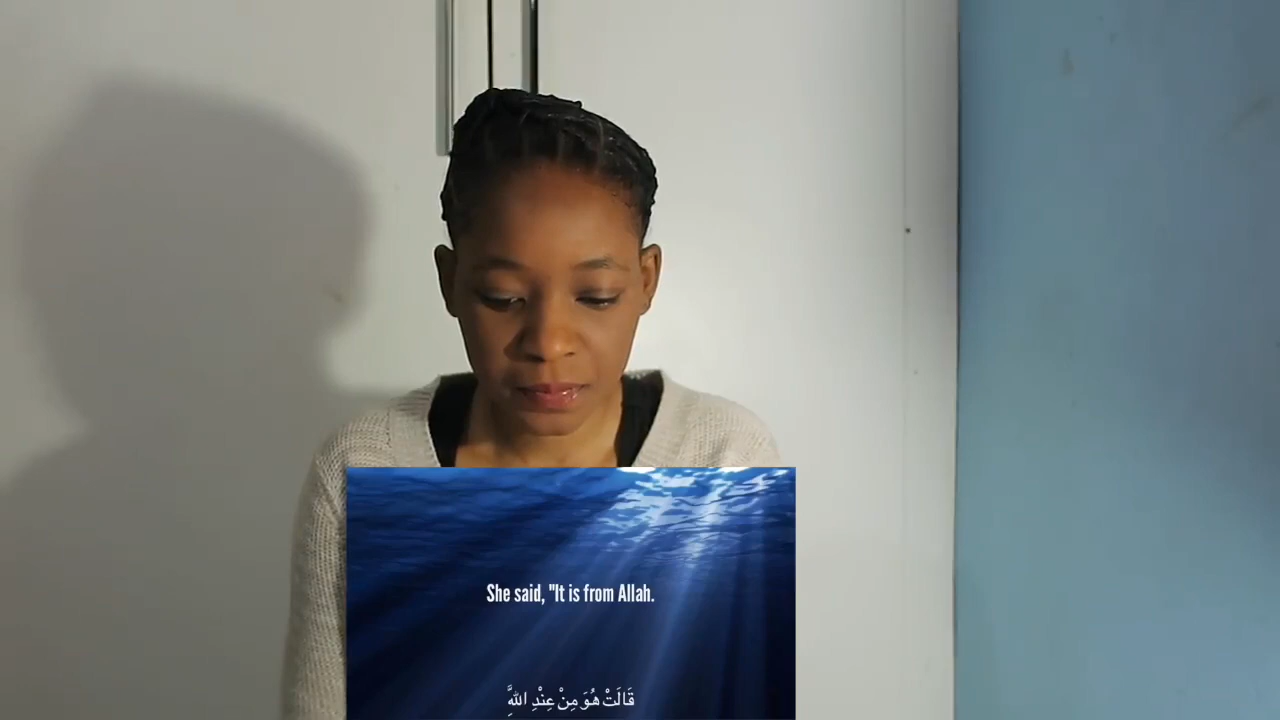 She said, "It is from Allah.
قَالَتْ هُوَ مِنْ عِنْدِ اللَّهِ